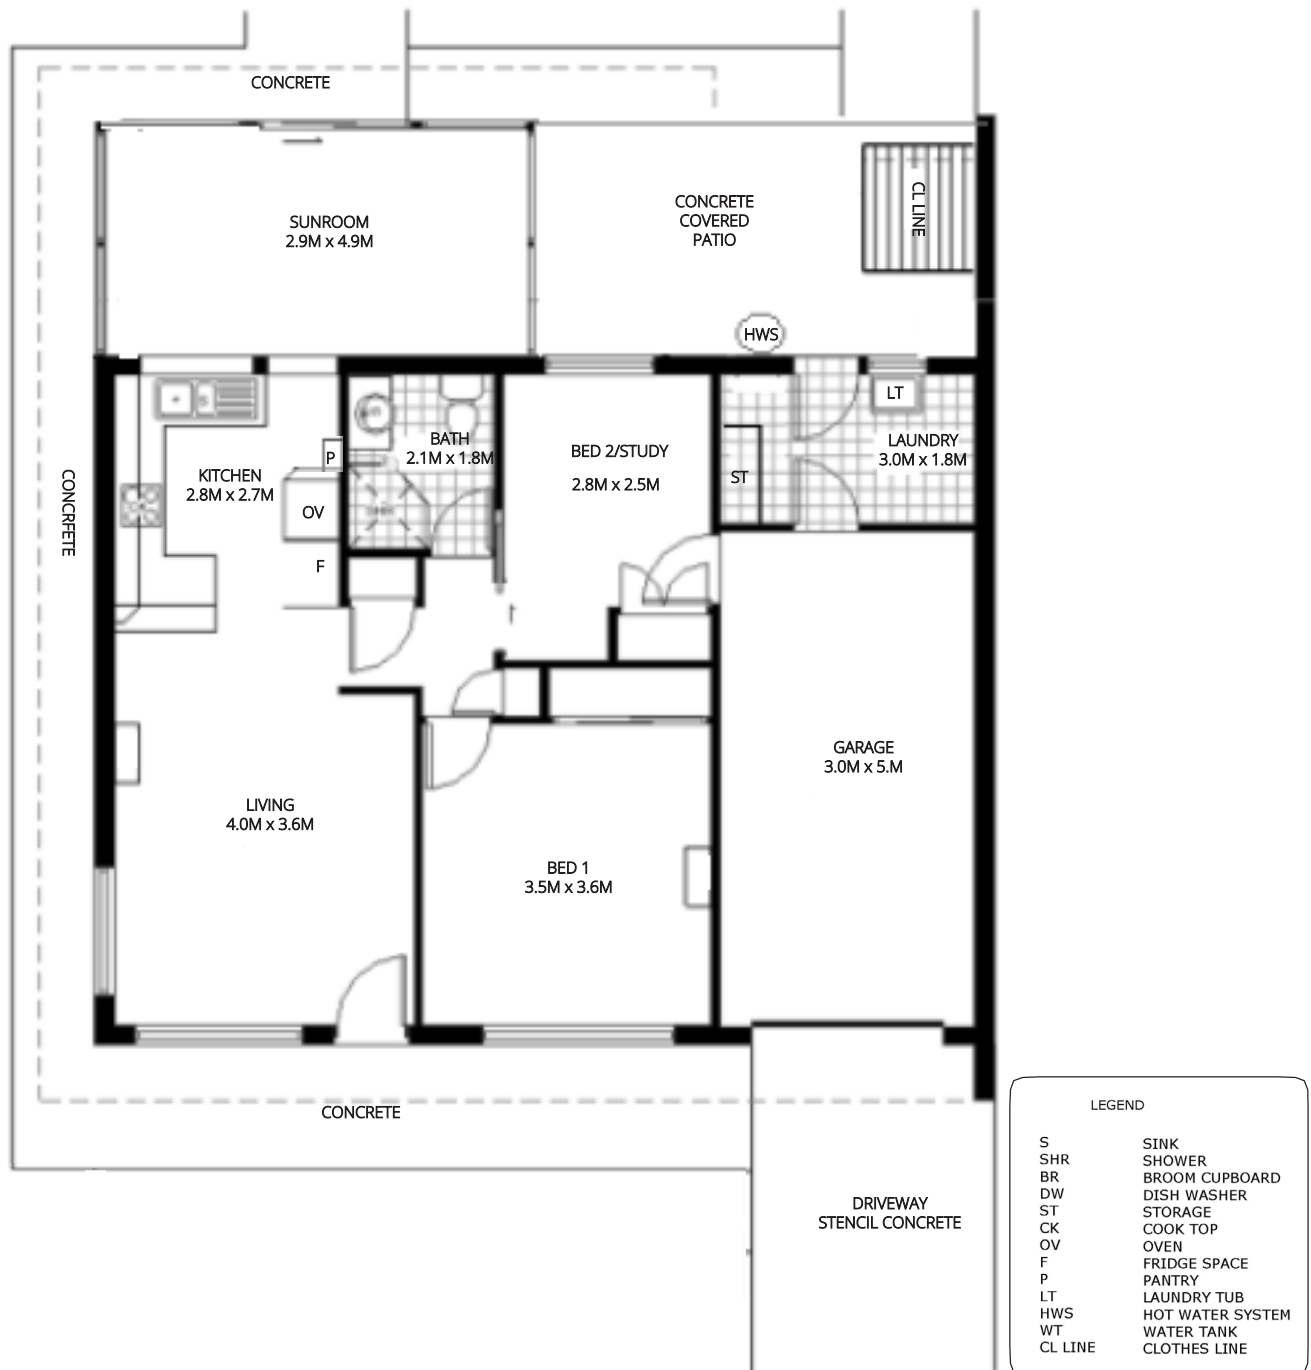 CONCRETE
SUNROOM
2.9M x 4.9M
CONCRETE
COVERED
PATIO
CL LINE
HWS
LT
LAUNDRY
3.0M x 1.8M
ST
BATH
2.1M x 1.8M
BED 2/STUDY
2.8M x 2.5M
P
KITCHEN
2.8M x 2.7M
OV
F
S
CONCRFETE
GARAGE
3.0M x 5.M
LIVING
4.0M x 3.6M
BED 1
3.5M x 3.6M
CONCRETE
DRIVEWAY
STENCIL CONCRETE
LEGEND
S SINK
SHR SHOWER
BR BROOM CUPBOARD
DW DISH WASHER
ST STORAGE
CK COOK TOP
OV OVEN
F FRIDGE SPACE
P PANTRY
LT LAUNDRY TUB
HWS HOT WATER SYSTEM
WT WATER TANK
CL LINE CLOTHES LINE